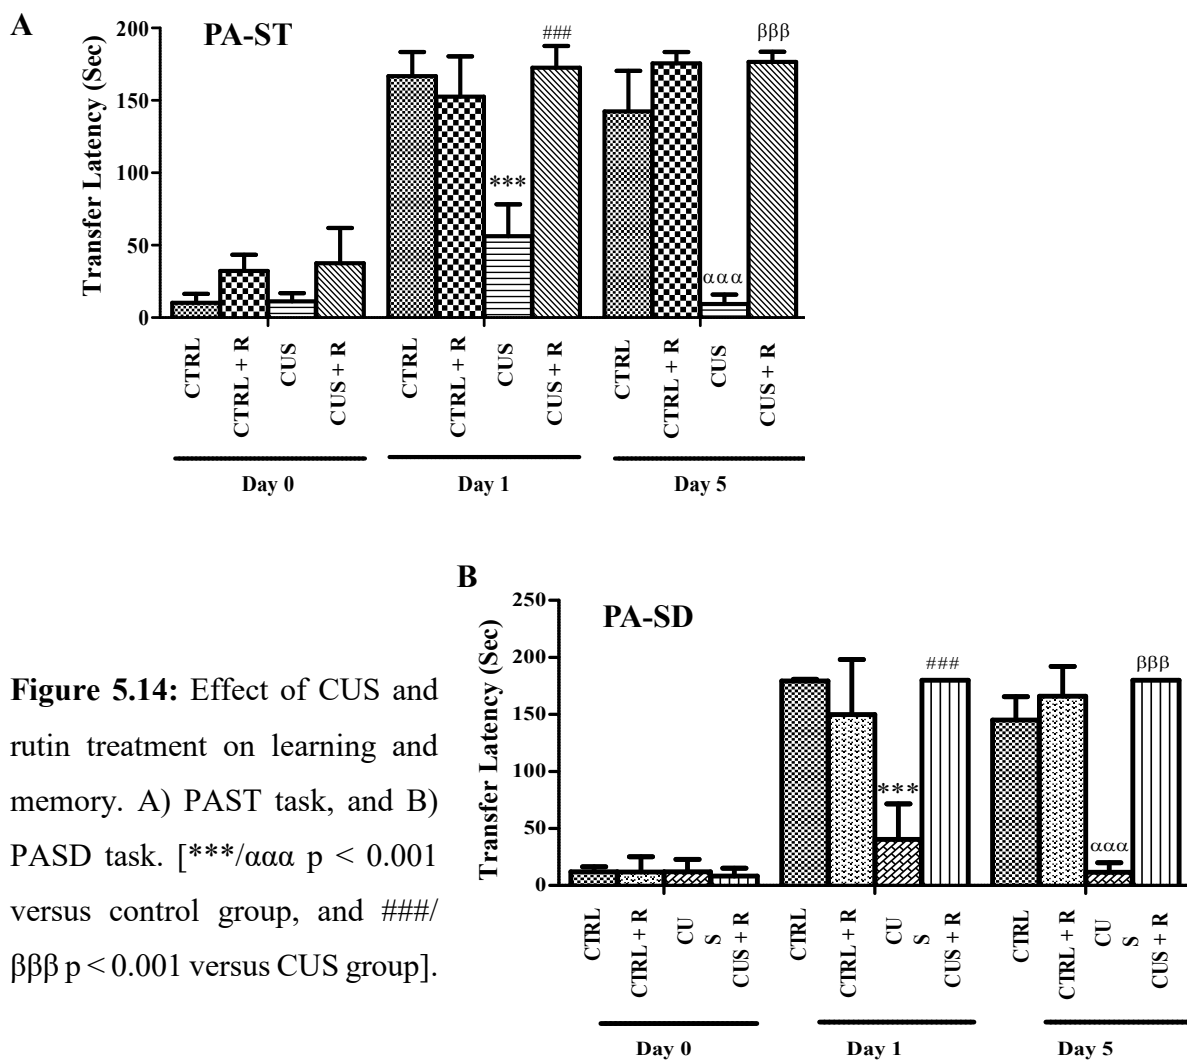 A
PA-ST
Transfer Latency (Sec)
200
150
100
50
0
***
###
ααα
βββ
CTRL
CTRL + R
CUS
CUS + R
CTRL
CTRL + R
CUS
CUS + R
CTRL
CTRL + R
CUS
CUS + R
Day 0
Day 1
Day 5
B
PA-SD
Transfer Latency (Sec)
250
200
150
100
50
0
***
###
ααα
βββ
CTRL
CTRL + R
CU
S
CUS + R
CTRL
CTRL + R
CU
S
CUS + R
CTRL
CTRL + R
CU
S
CUS + R
Day 0
Day 1
Day 5
Figure 5.14: Effect of CUS and
rutin treatment on learning and
memory. A) PAST task, and B)
PASD task. [***/ααα p < 0.001
versus control group, and ###/
βββ p < 0.001 versus CUS group].